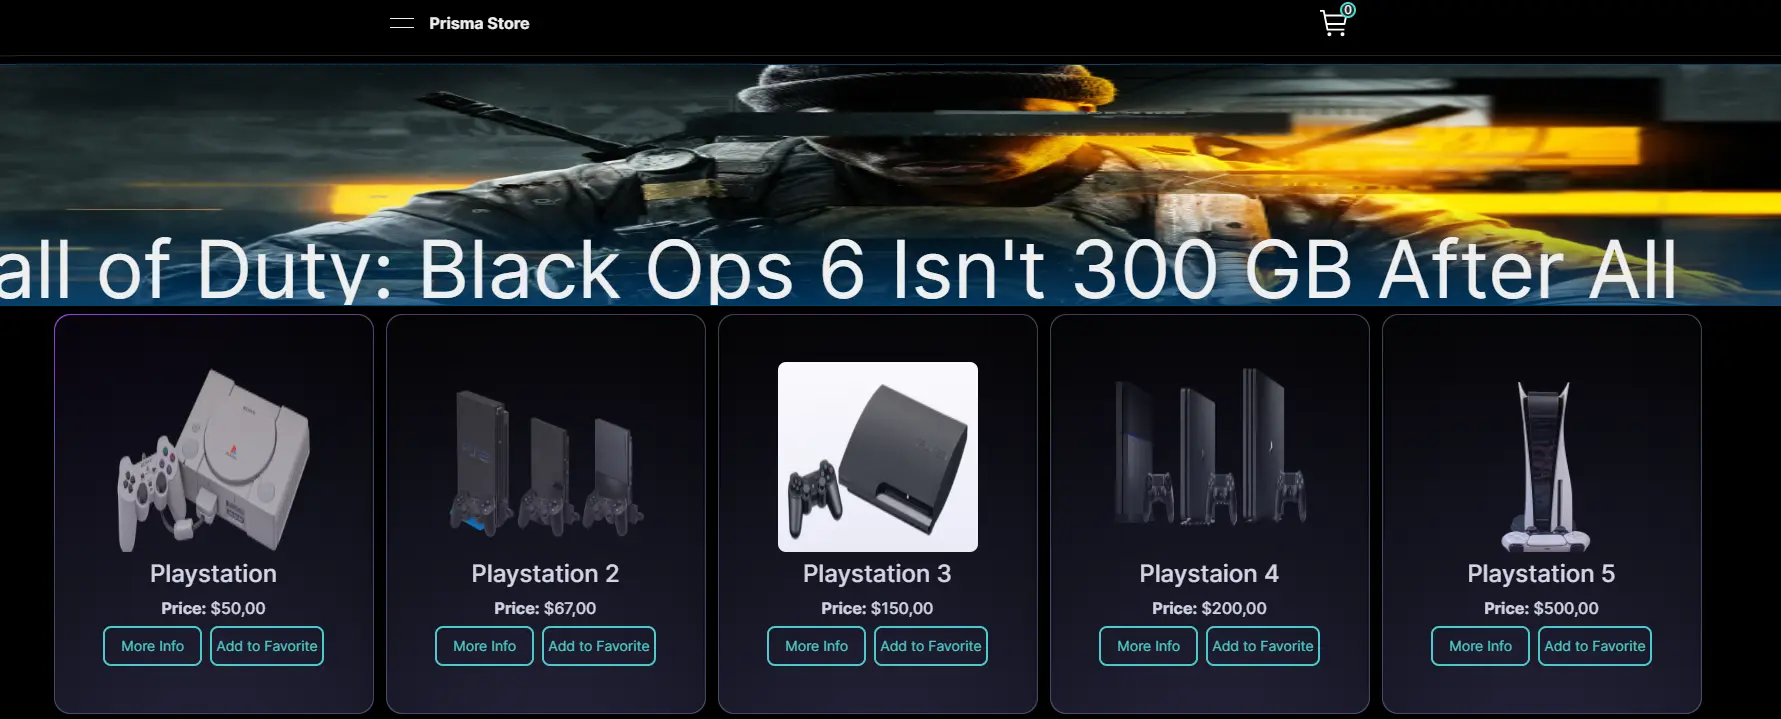 Prisma Store
0
all of Duty: Black Ops 6 Isn't 300 GB After All
Playstation
Price: $50,00
More Info
Add to Favorite
Playstation 2
Price: $67,00
More Info
Add to Favorite
Playstation 3
Price: $150,00
More Info
Add to Favorite
Playstaion 4
Price: $200,00
More Info
Add to Favorite
Playstation 5
Price: $500,00
More Info
Add to Favorite